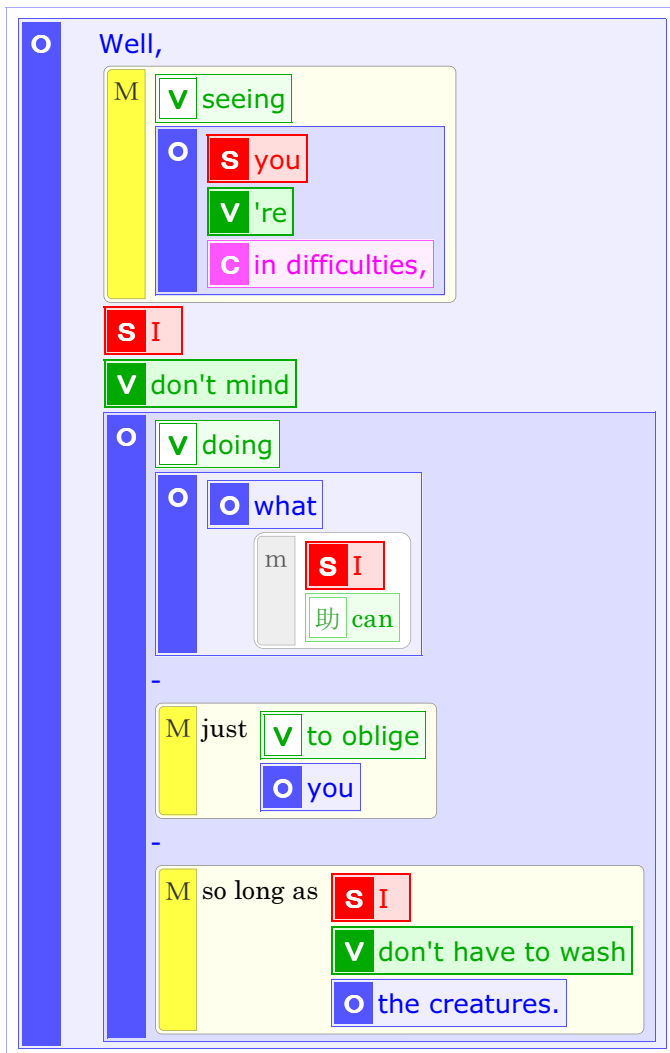 O Well,
M V seeing
O S you
V 're
C in difficulties,
S I
V don't mind
O V doing
O O what
m S I
助 can
-
M just V to oblige
O you
-
M so long as S I
V don't have to wash
O the creatures.